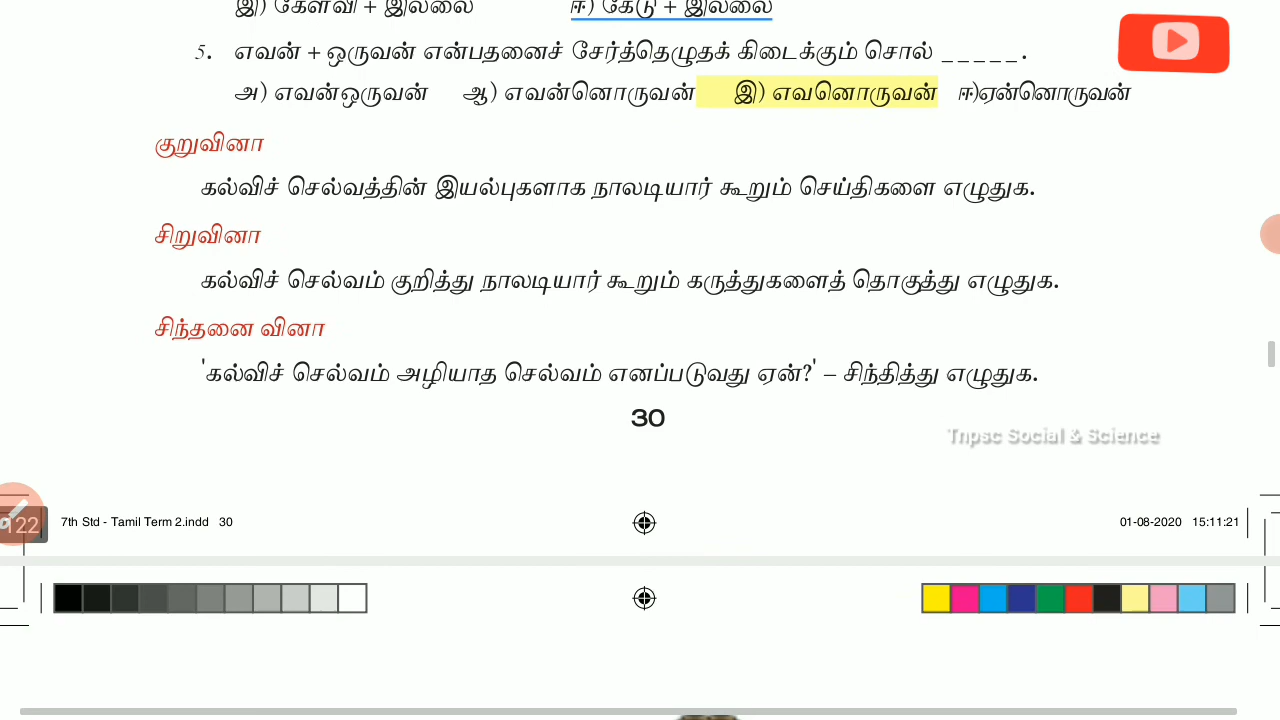 இ) கேள்வி + இல்லை ஈ) கேடு + இல்லை
5. எவன் + ஒருவன் என்பதனைச் சேர்த்தெழுதக் கிடைக்கும் சொல் _ _ _ _ _ .
அ) எவன்ஒருவன் ஆ) எவன்னொருவன் இ) எவனொருவன் ஈ)ஏன்னொருவன்
குறுவினா
கல்விச் செல்வத்தின் இயல்புகளாக நாலடியார் கூறும் செய்திகளை எழுதுக.
சிறுவினா
கல்விச் செல்வம் குறித்து நாலடியார் கூறும் கருத்துகளைத் தொகுத்து எழுதுக.
சிந்தனை வினா
'கல்விச் செல்வம் அழியாத செல்வம் எனப்படுவது ஏன்?' – சிந்தித்து எழுதுக.
30
Tnpsc Social & Science
122
7th Std - Tamil Term 2.indd 30 01-08-2020 15:11:21